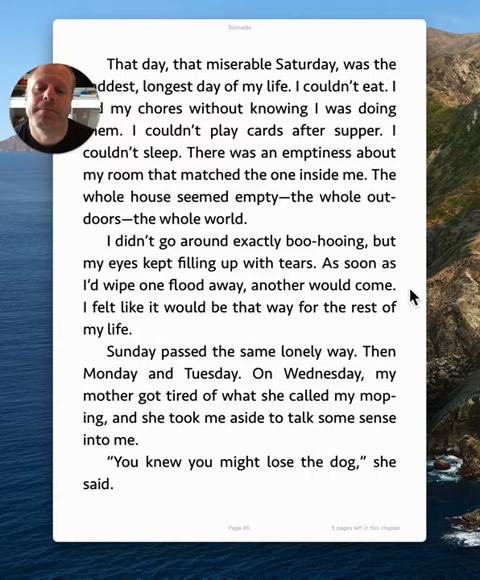 Tornado
That day, that miserable Saturday, was the
longest day of my life. I couldn't eat. I
my chores without knowing I was doing
I couldn't play cards after supper. I
couldn't sleep. There was an emptiness about
my room that matched the one inside me. The
whole house seemed empty—the whole out-
doors—the whole world.
I didn't go around exactly boo-hooing, but
my eyes kept filling up with tears. As soon as
I'd wipe one flood away, another would come.
I felt like it would be that way for the rest of
my life.
Sunday passed the same lonely way. Then
Monday and Tuesday. On Wednesday, my
mother got tired of what she called my mop-
ing, and she took me aside to talk some sense
into me.
"You knew you might lose the dog," she
said.
Page 45
5 pages left in this chapter